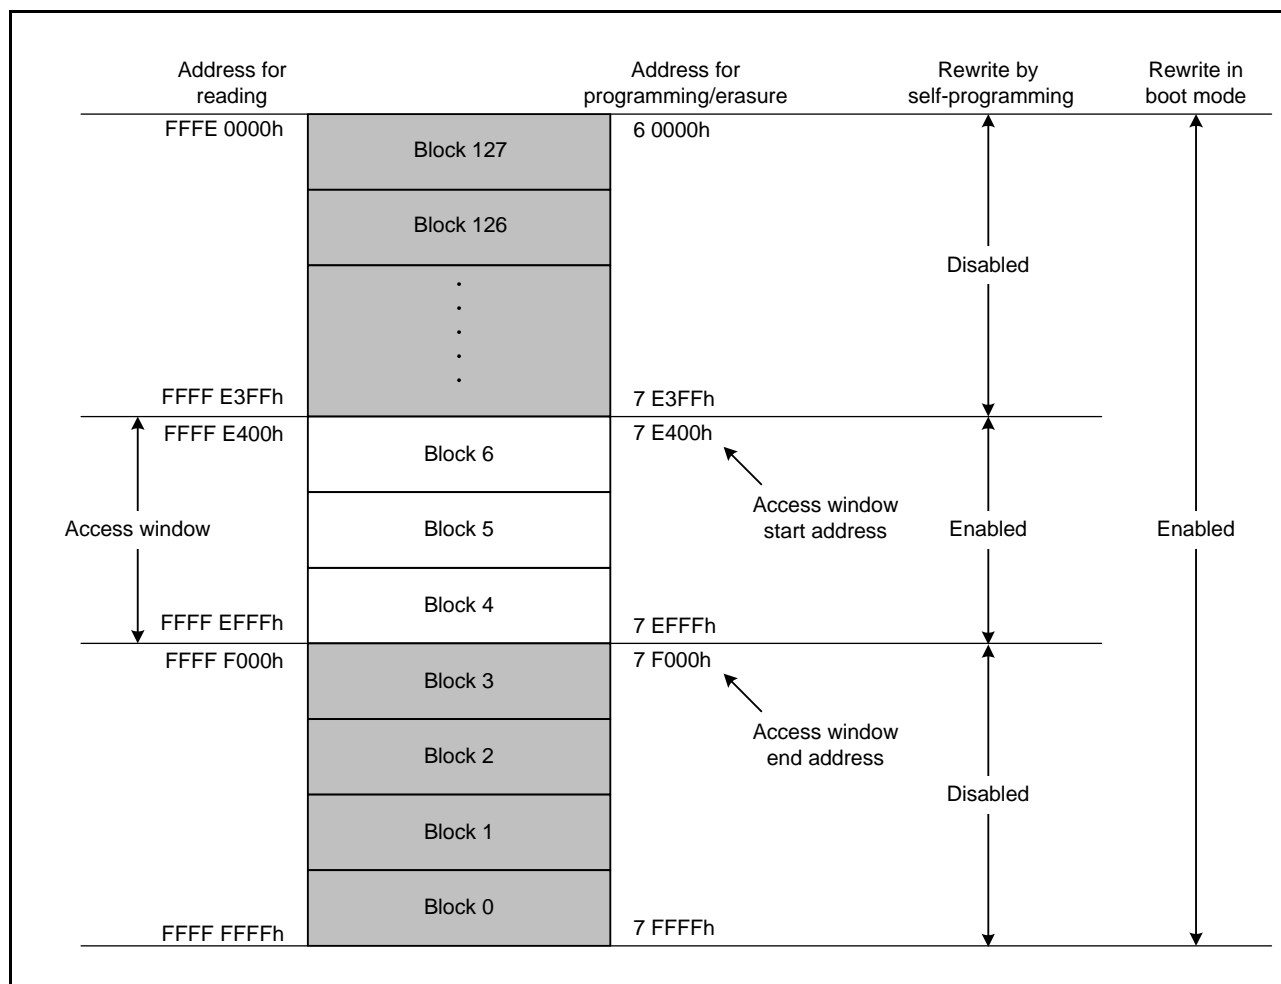 Address for
reading
Address for
programming/erasure
Rewrite by
self-programming
Rewrite in
boot mode
FFFE 0000h
6 0000h
Block 127
Block 126
Disabled
FFFF E3FFh
7 E3FFh
FFFF E400h
7 E400h
Block 6
Access window
start address
Access window
Block 5
Enabled
Enabled
Block 4
FFFF EFFFh
7 EFFFh
FFFF F000h
7 F000h
Block 3
Access window
end address
Block 2
Disabled
Block 1
Block 0
FFFF FFFFh
7 FFFFh